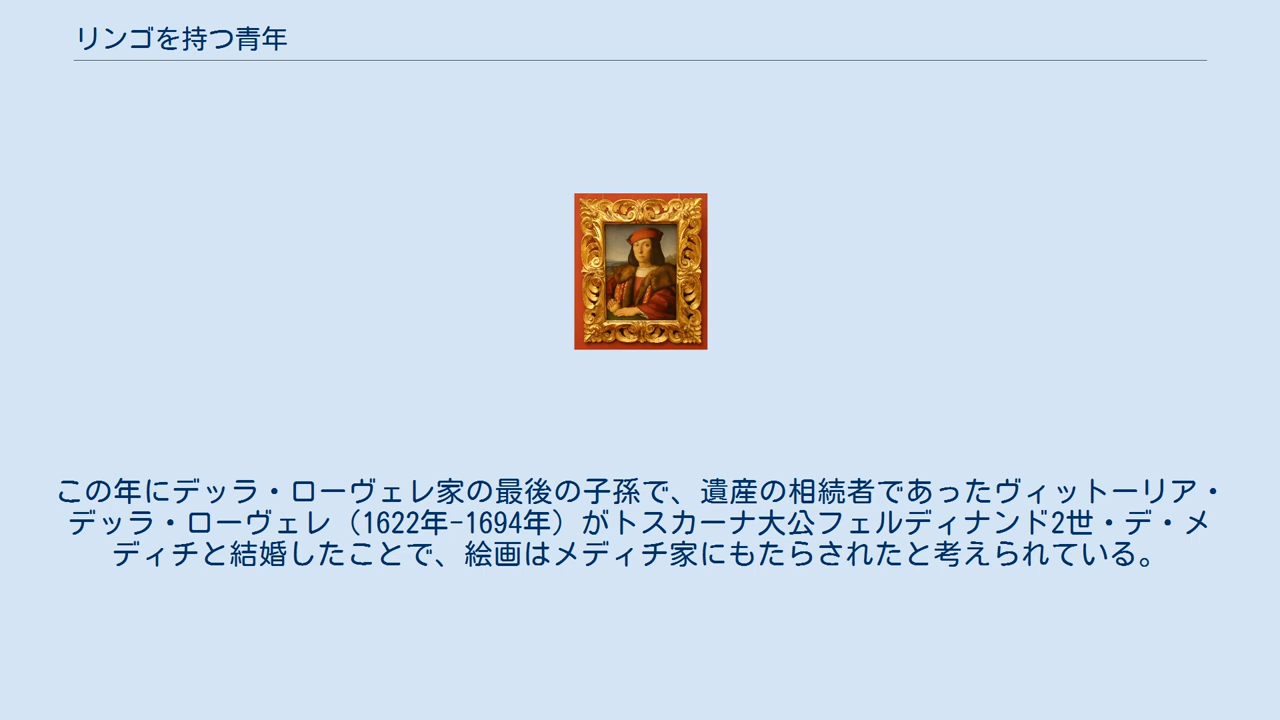 リンゴを持つ青年
この年にデッラ・ローヴェレ家の最後の子孫で、遺産の相続者であったヴィットーリア・
デッラ・ローヴェレ（1622年-1694年）がトスカーナ大公フェルディナンド2世・デ・メ
ディチと結婚したことで、絵画はメディチ家にもたらされたと考えられている。